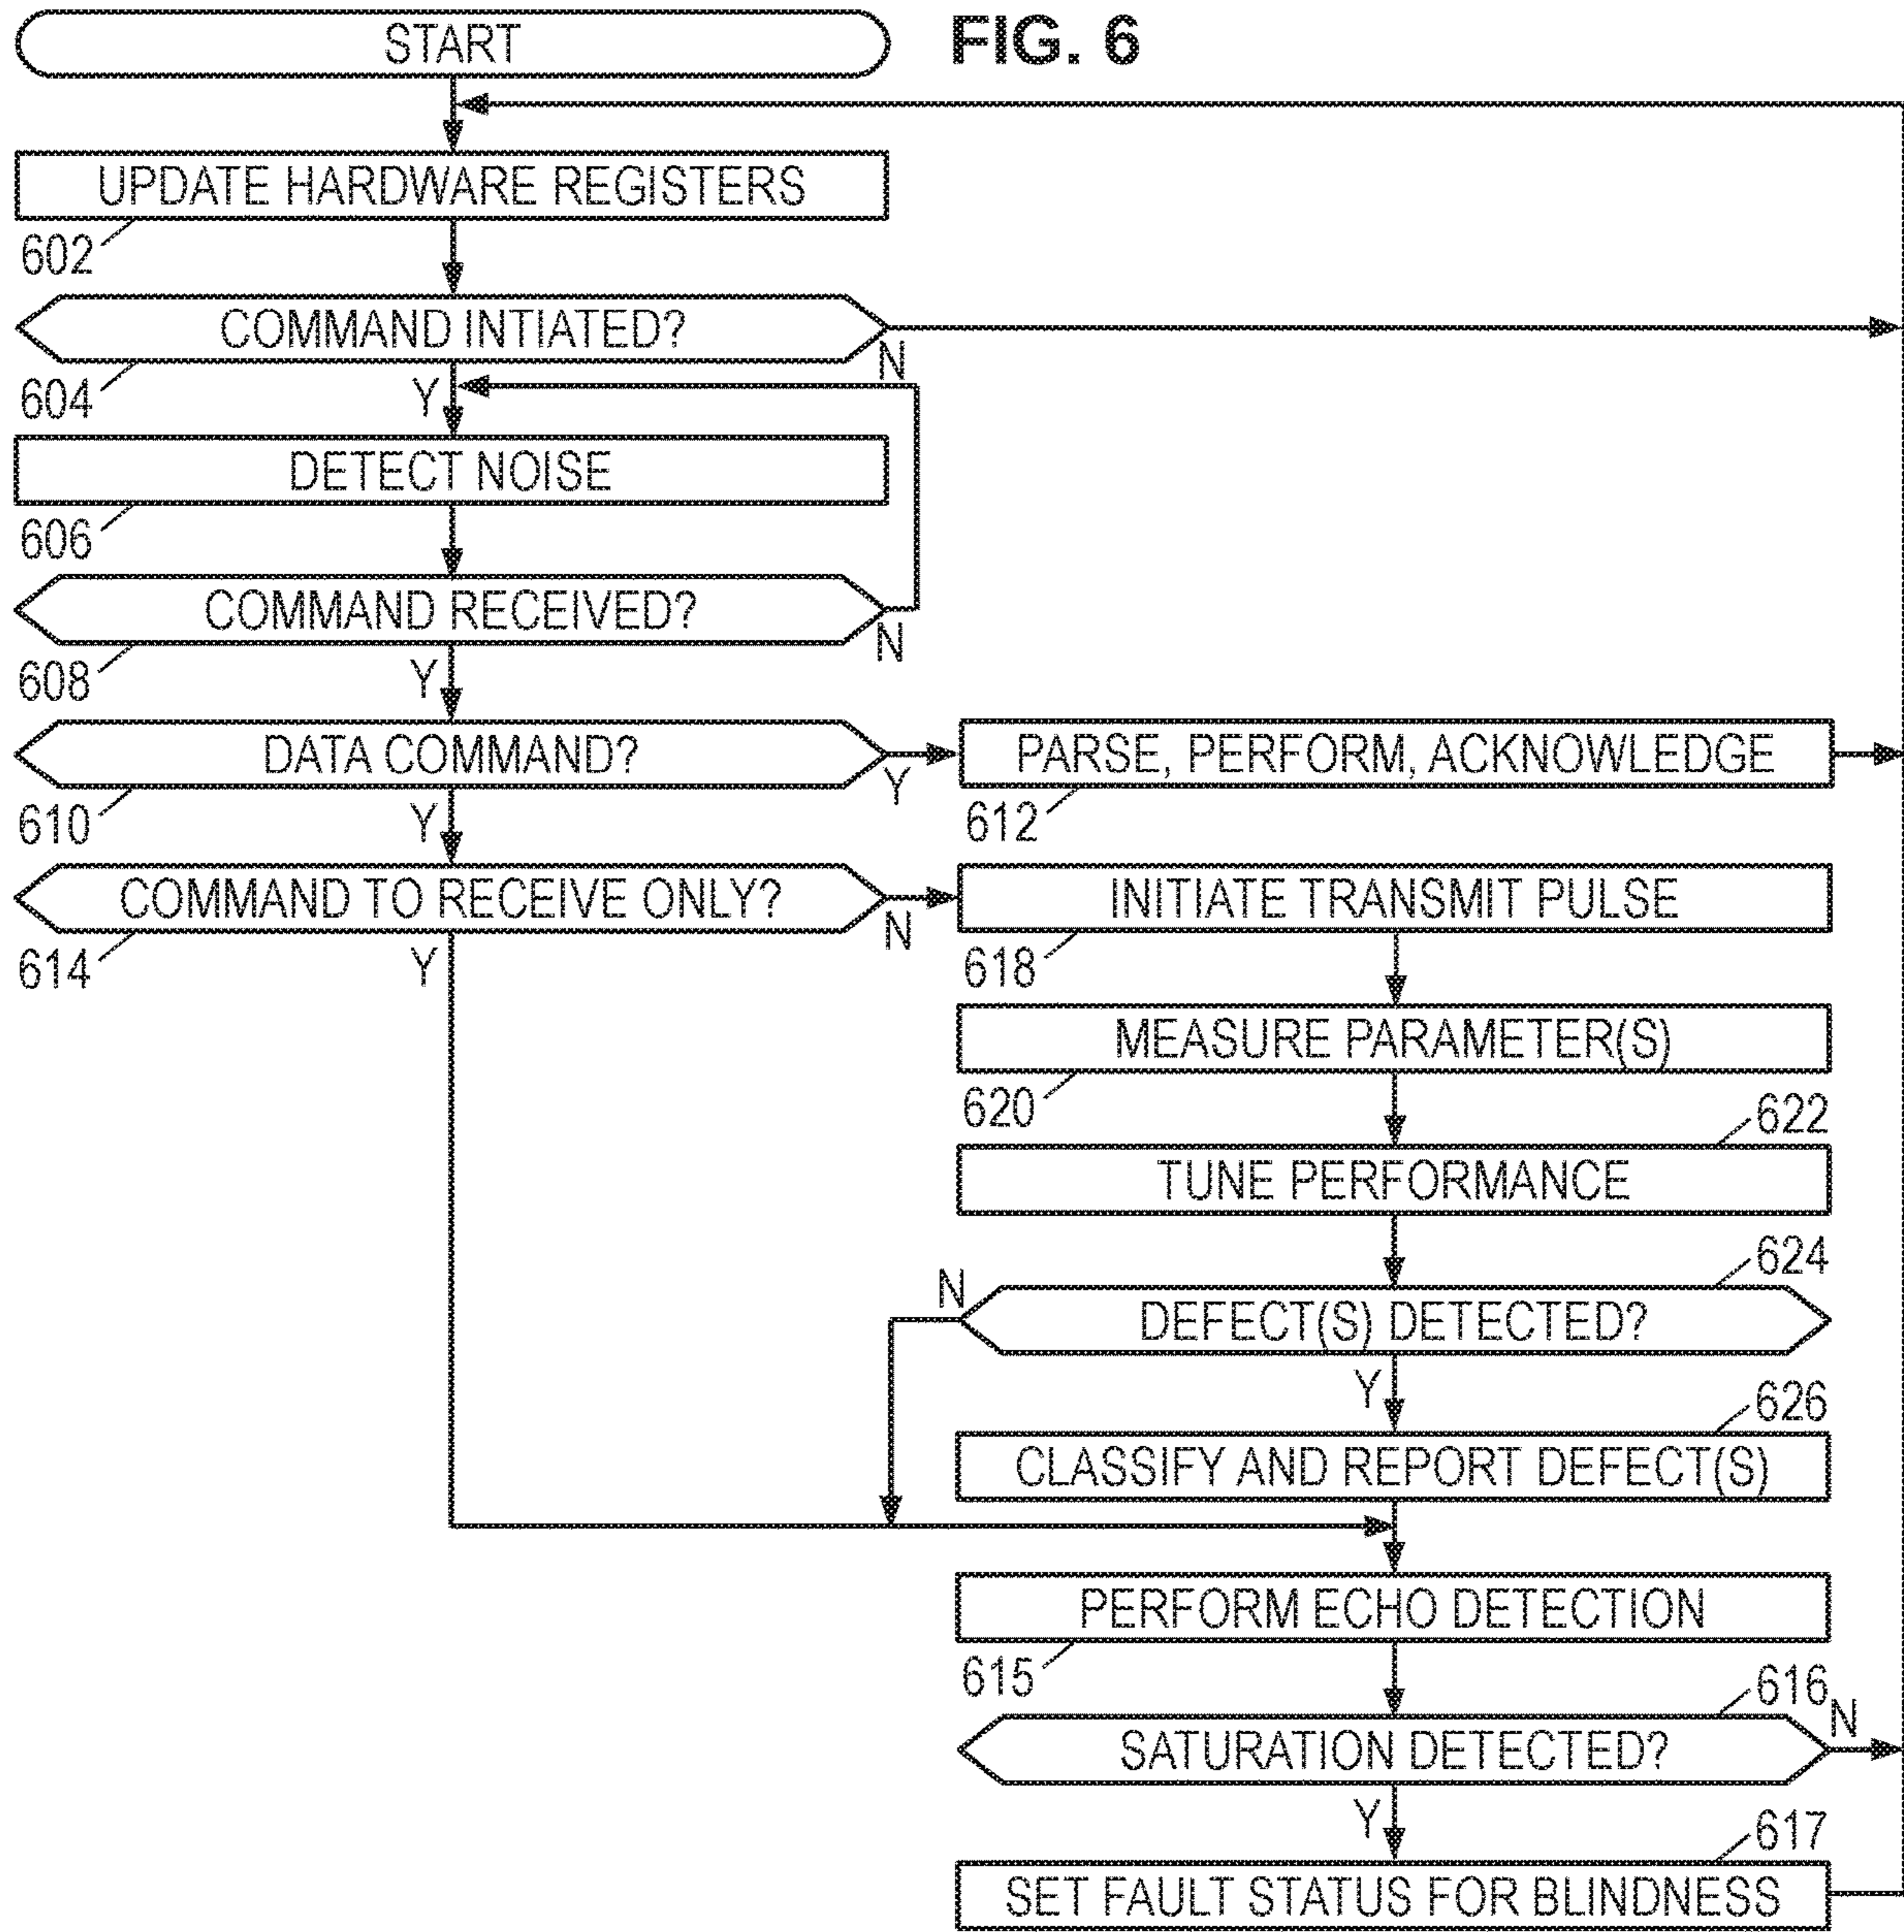 START
FIG. 6
UPDATE HARDWARE REGISTERS
602
COMMAND INTIATED?
604
Y
N
DETECT NOISE
606
COMMAND RECEIVED?
608
Y
N
DATA COMMAND?
610
Y
Y
PARSE, PERFORM, ACKNOWLEDGE
612
COMMAND TO RECEIVE ONLY?
614
Y
N
INITIATE TRANSMIT PULSE
618
MEASURE PARAMETER(S)
620
622
TUNE PERFORMANCE
624
N
DEFECT(S) DETECTED?
Y
626
CLASSIFY AND REPORT DEFECT(S)
PERFORM ECHO DETECTION
615
616
N
SATURATION DETECTED?
Y
617
SET FAULT STATUS FOR BLINDNESS